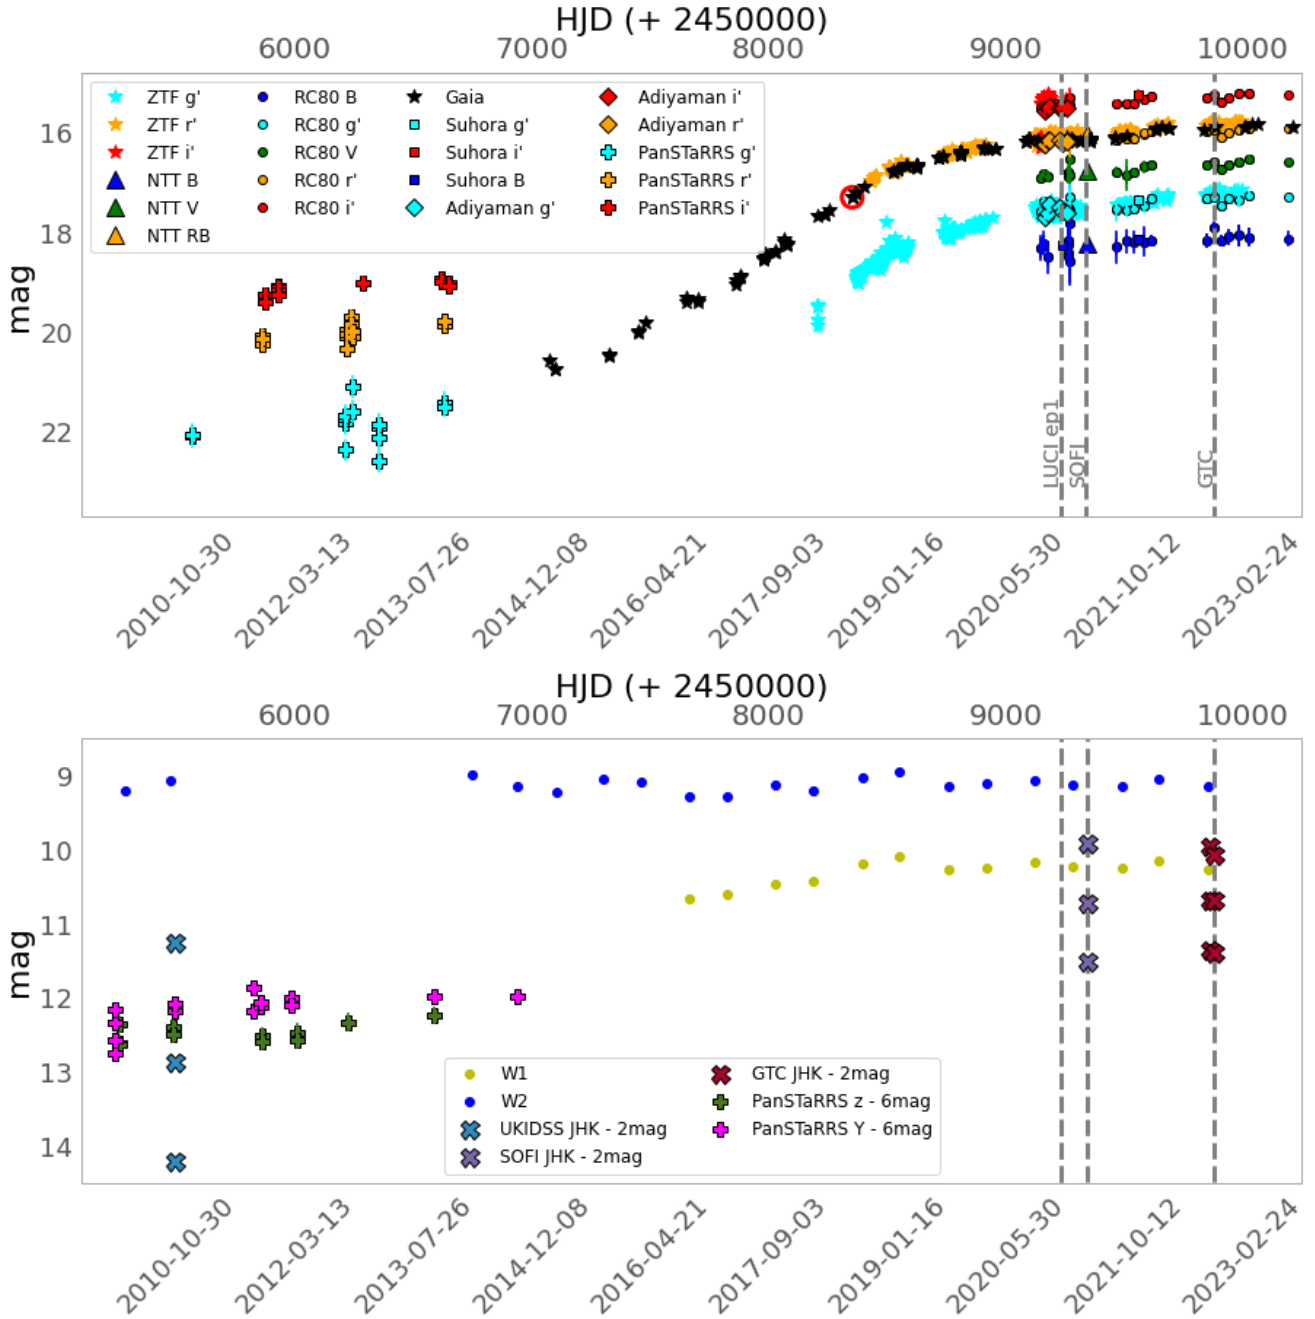 HJD (+ 2450000)
6000 7000 8000 9000 10000
ZTF g' RC80 B Gaia Adiyaman i'
ZTF r' RC80 g' Suhora g' Adiyaman r'
ZTF i' RC80 V Suhora i' PanSTaRRS g'
NTT B RC80 r' Suhora B PanSTaRRS r'
NTT V RC80 i' Adiyaman g' PanSTaRRS i'
NTT RB
mag
16
18
20
22
LUCI ep1
SOFI
GTC
2010-10-30 2012-03-13 2013-07-26 2014-12-08 2016-04-21 2017-09-03 2019-01-16 2020-05-30 2021-10-12 2023-02-24
HJD (+ 2450000)
6000 7000 8000 9000 10000
mag
9
10
11
12
13
14
W1 GTC JHK - 2mag
W2 PanSTaRRS z - 6mag
UKIDSS JHK - 2mag PanSTaRRS Y - 6mag
SOFI JHK - 2mag
2010-10-30 2012-03-13 2013-07-26 2014-12-08 2016-04-21 2017-09-03 2019-01-16 2020-05-30 2021-10-12 2023-02-24